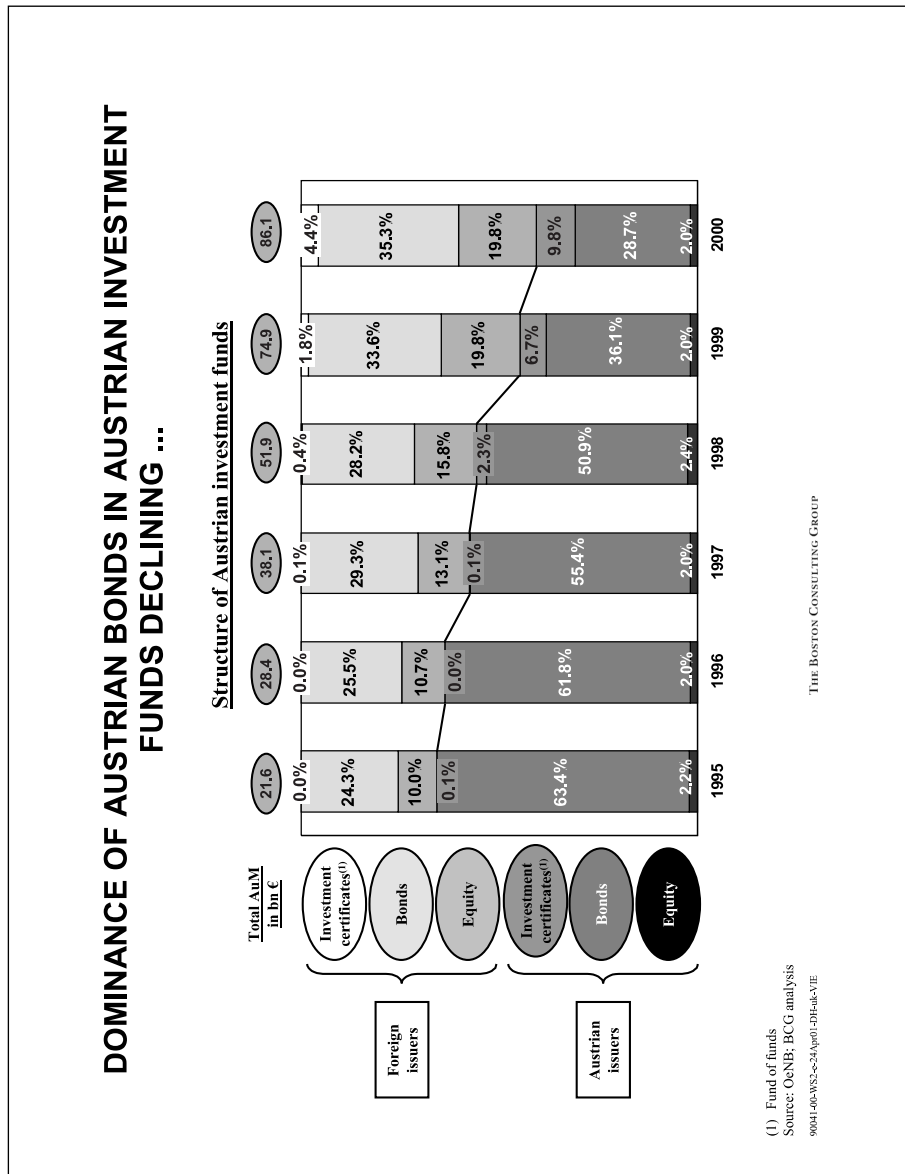 DOMINANCE OF AUSTRIAN BONDS IN AUSTRIAN INVESTMENT
FUNDS DECLINING ...
Structure of Austrian investment funds
Total AuM
in bn €
21.6
28.4
38.1
51.9
74.9
86.1
Foreign
issuers
Investment
certificates(1)
0.0%
0.0%
0.1%
0.4%
1.8%
4.4%
Bonds
24.3%
25.5%
29.3%
28.2%
33.6%
35.3%
Equity
10.0%
10.7%
13.1%
15.8%
19.8%
19.8%
Austrian
issuers
Investment
certificates(1)
0.1%
0.0%
0.1%
2.3%
6.7%
9.8%
Bonds
63.4%
61.8%
55.4%
50.9%
36.1%
28.7%
Equity
2.2%
2.0%
2.0%
2.4%
2.0%
2.0%
1995
1996
1997
1998
1999
2000
(1) Fund of funds
Source: OeNB; BCG analysis
90041-00-WS2-e-24Apr01-DH-uk-VIE
THE BOSTON CONSULTING GROUP